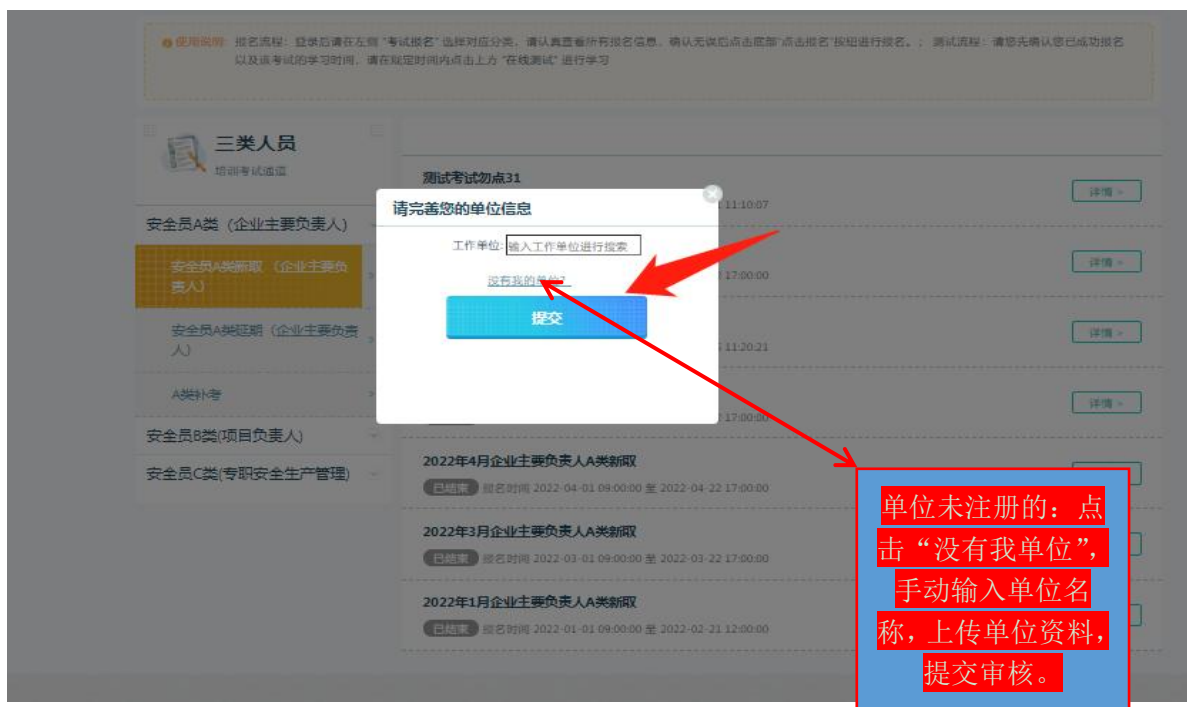 使用说明: 报名流程：登录后请在左侧 "考试报名" 选择对应分类，请认真查看所有报名信息，确认无误后点击底部"点击报名"按钮进行报名。；测试流程：请您先确认您已成功报名
以及该考试的学习时间，请在规定时间内点击上方 "在线测试" 进行学习
三类人员
培训考试通道
安全员A类（企业主要负责人）
安全员A类新取（企业主要负
责人）
安全员A类延期（企业主要负责
人）
A类补考
安全员B类(项目负责人)
安全员C类(专职安全生产管理)
测试考试勿点31
11:10:07
详情 »
17:00:00
详情 »
11:20:21
详情 »
17:00:00
详情 »
请完善您的单位信息
工作单位: 输入工作单位进行搜索
没有我的单位?
提交
2022年4月企业主要负责人A类新取
已结束 报名时间 2022-04-01 09:00:00 至 2022-04-22 17:00:00
2022年3月企业主要负责人A类新取
已结束 报名时间 2022-03-01 09:00:00 至 2022-03-22 17:00:00
2022年1月企业主要负责人A类新取
已结束 报名时间 2022-01-01 09:00:00 至 2022-02-21 12:00:00
单位未注册的：点
击“没有我单位”，
手动输入单位名
称，上传单位资料，
提交审核。